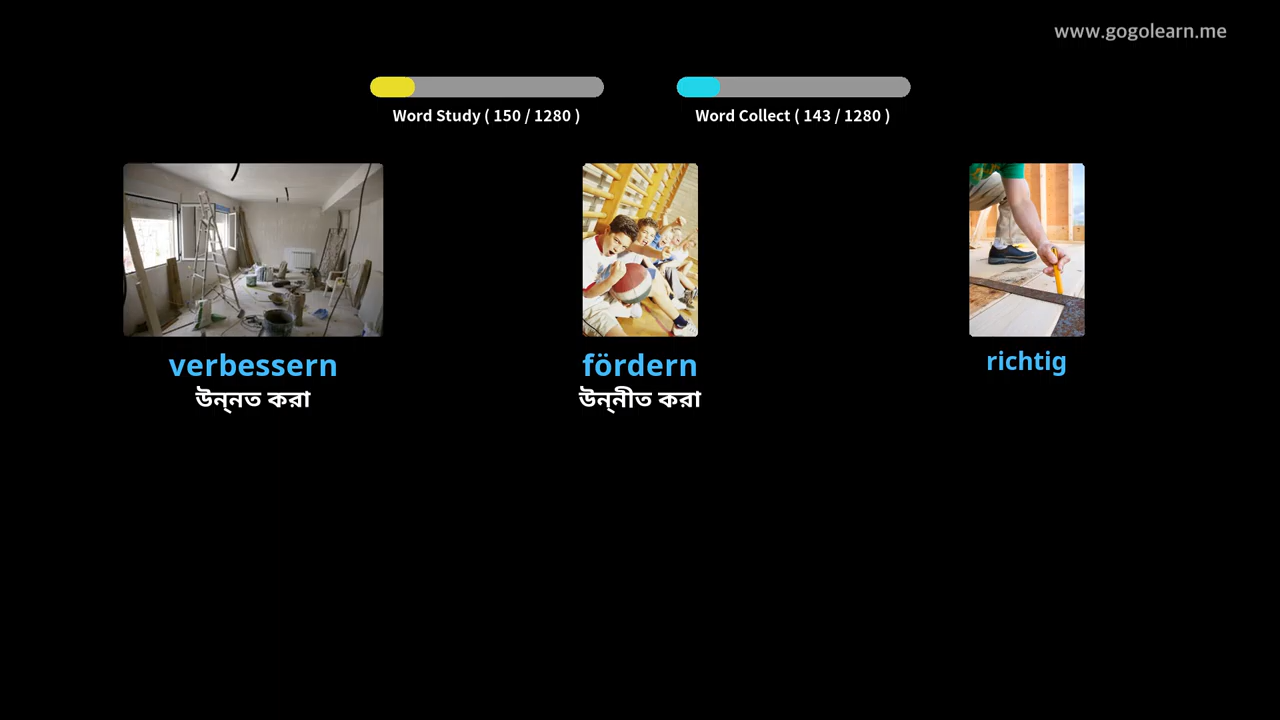 www.gogolearn.me
Word Study ( 150 / 1280 )
Word Collect ( 143 / 1280 )
verbessern
উন্নত করা
fördern
উন্নীত করা
richtig